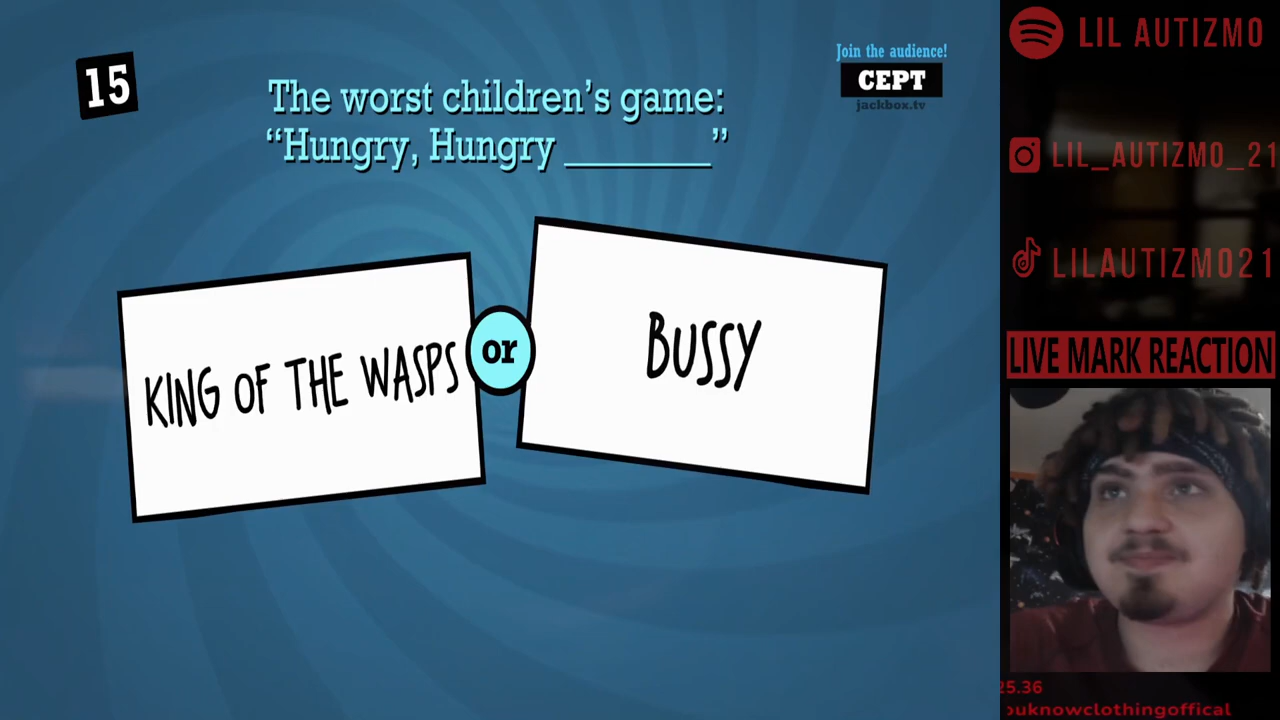 15
The worst children's game:
"Hungry, Hungry ________"
Join the audience!
CEPT
jackbox.tv
KING OF THE WASPS
or
BUSSY
LIL AUTIZMO
LIL_AUTIZMO_21
LILAUTIZMO21
LIVE MARK REACTION
25.36
ouknowclothingoffical